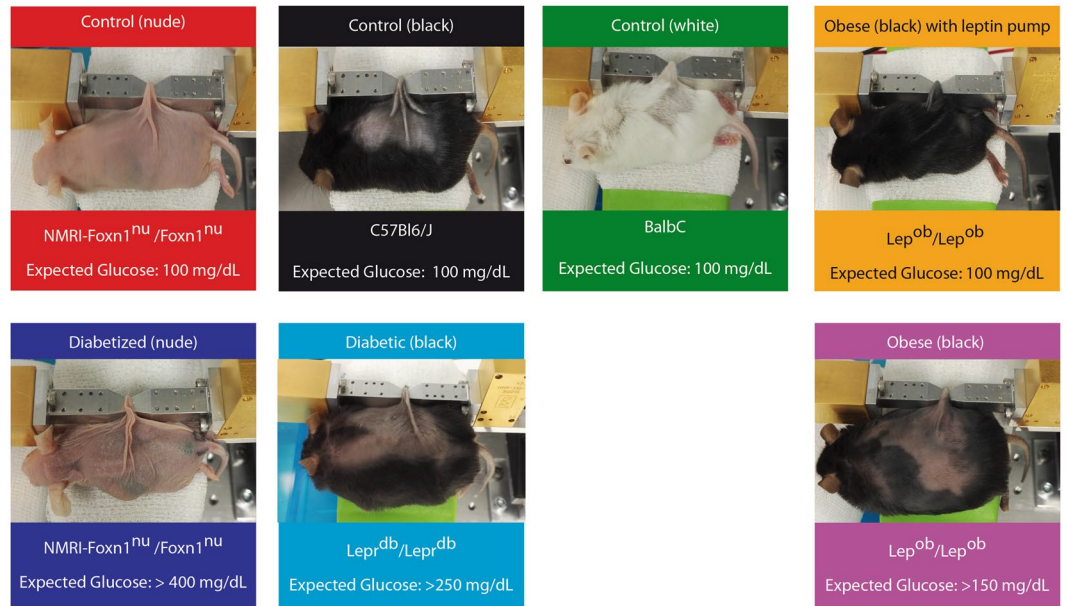 Control (nude)
NMRI-Foxn1nu /Foxn1nu
Expected Glucose: 100 mg/dL
Control (black)
C57Bl6/J
Expected Glucose: 100 mg/dL
Control (white)
BalbC
Expected Glucose: 100 mg/dL
Obese (black) with leptin pump
Lepob/Lepob
Expected Glucose: 100 mg/dL
Diabetized (nude)
NMRI-Foxn1nu /Foxn1nu
Expected Glucose: > 400 mg/dL
Diabetic (black)
Leprdb/Leprdb
Expected Glucose: >250 mg/dL
Obese (black)
Lepob/Lepob
Expected Glucose: >150 mg/dL